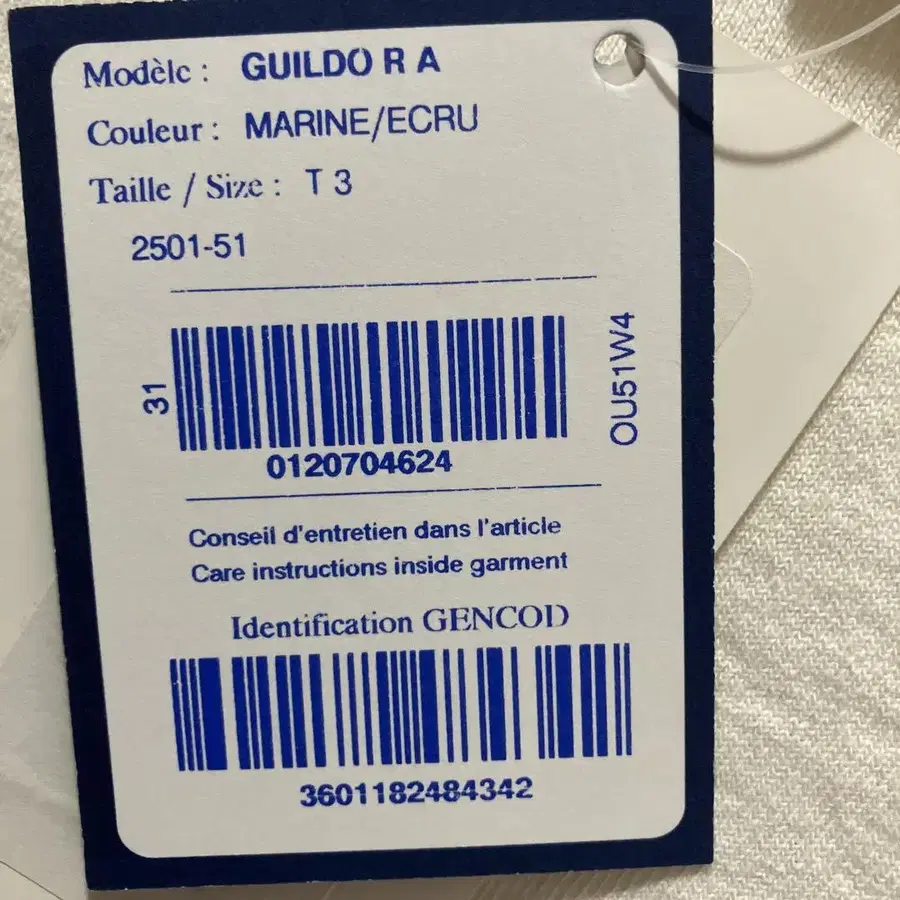 Modèle : GUILDO R A
Couleur : MARINE/ECRU
Taille / Size : T 3
2501-51
31
OU51W4
0120704624
Conseil d'entretien dans l'article
Care instructions inside garment
Identification GENCOD
3601182484342